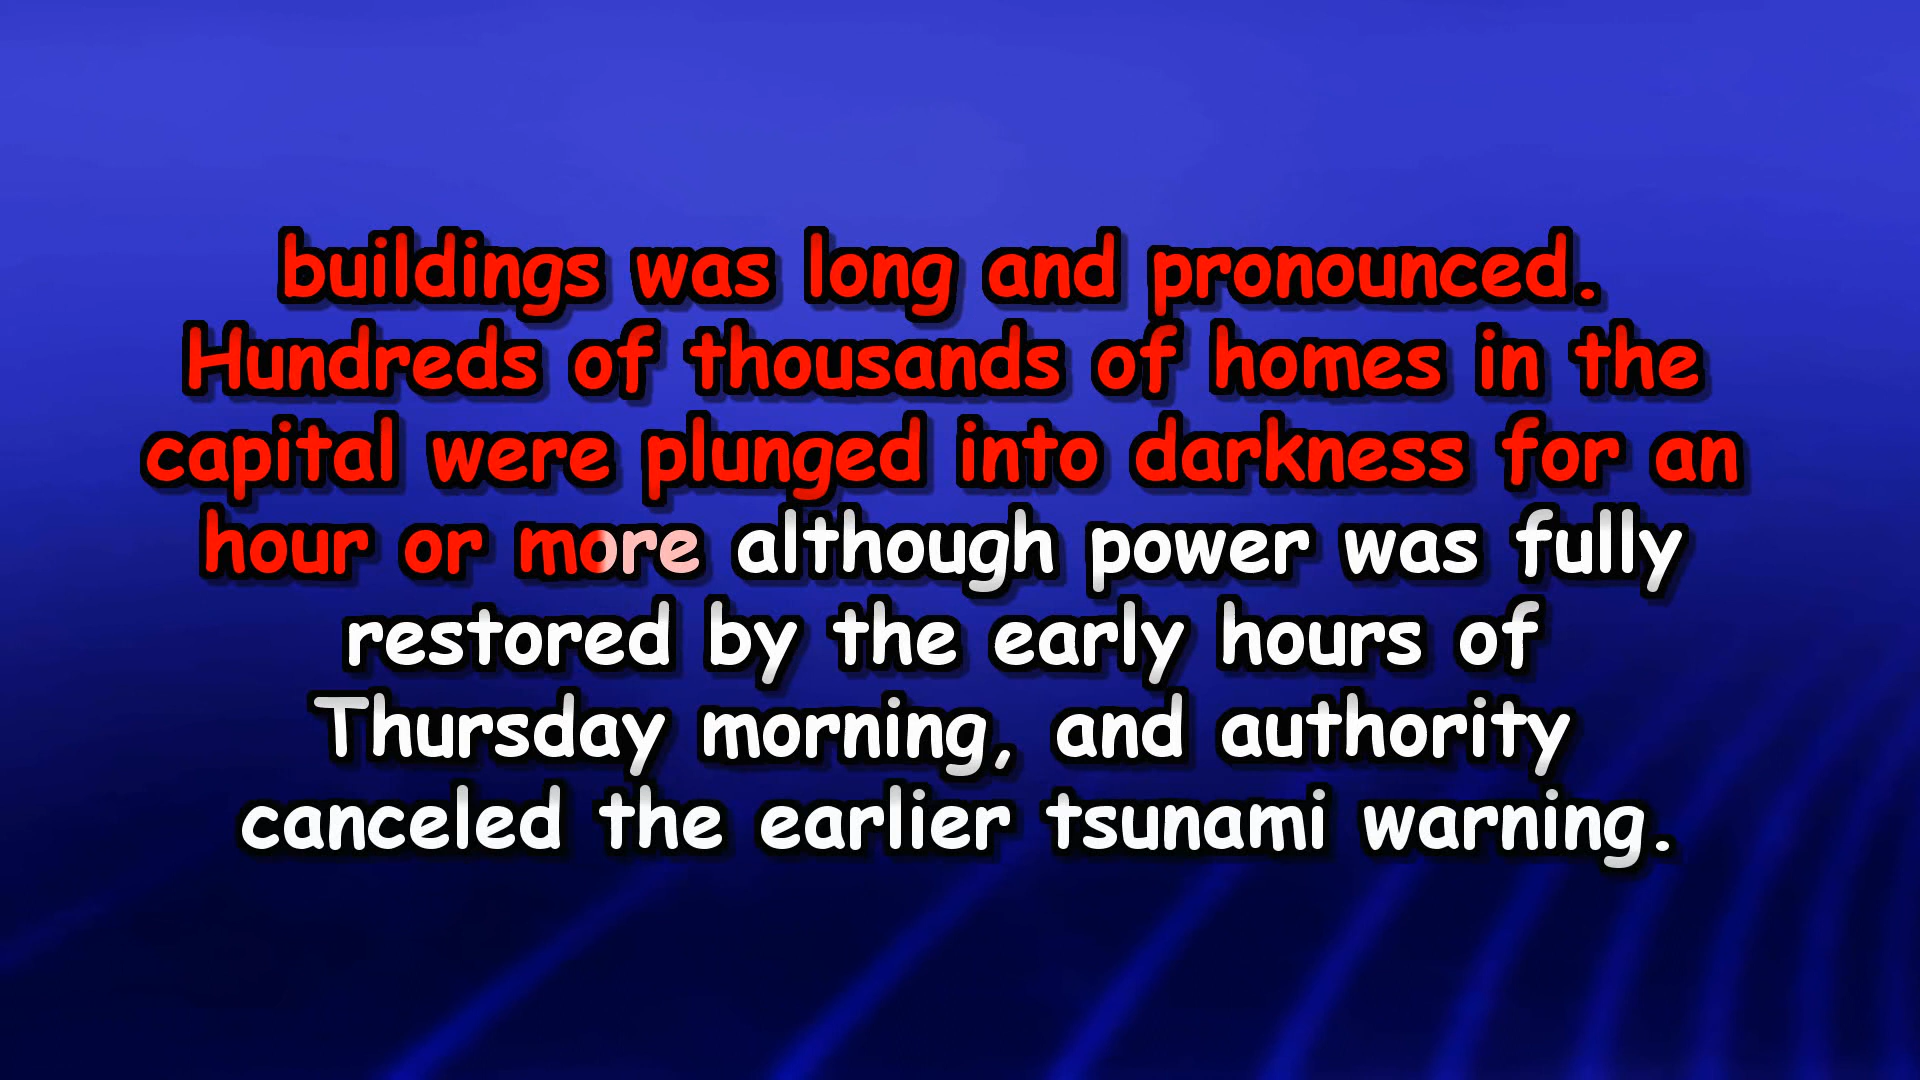 buildings was long and pronounced.
Hundreds of thousands of homes in the
capital were plunged into darkness for an
hour or more although power was fully
restored by the early hours of
Thursday morning, and authority
canceled the earlier tsunami warning.